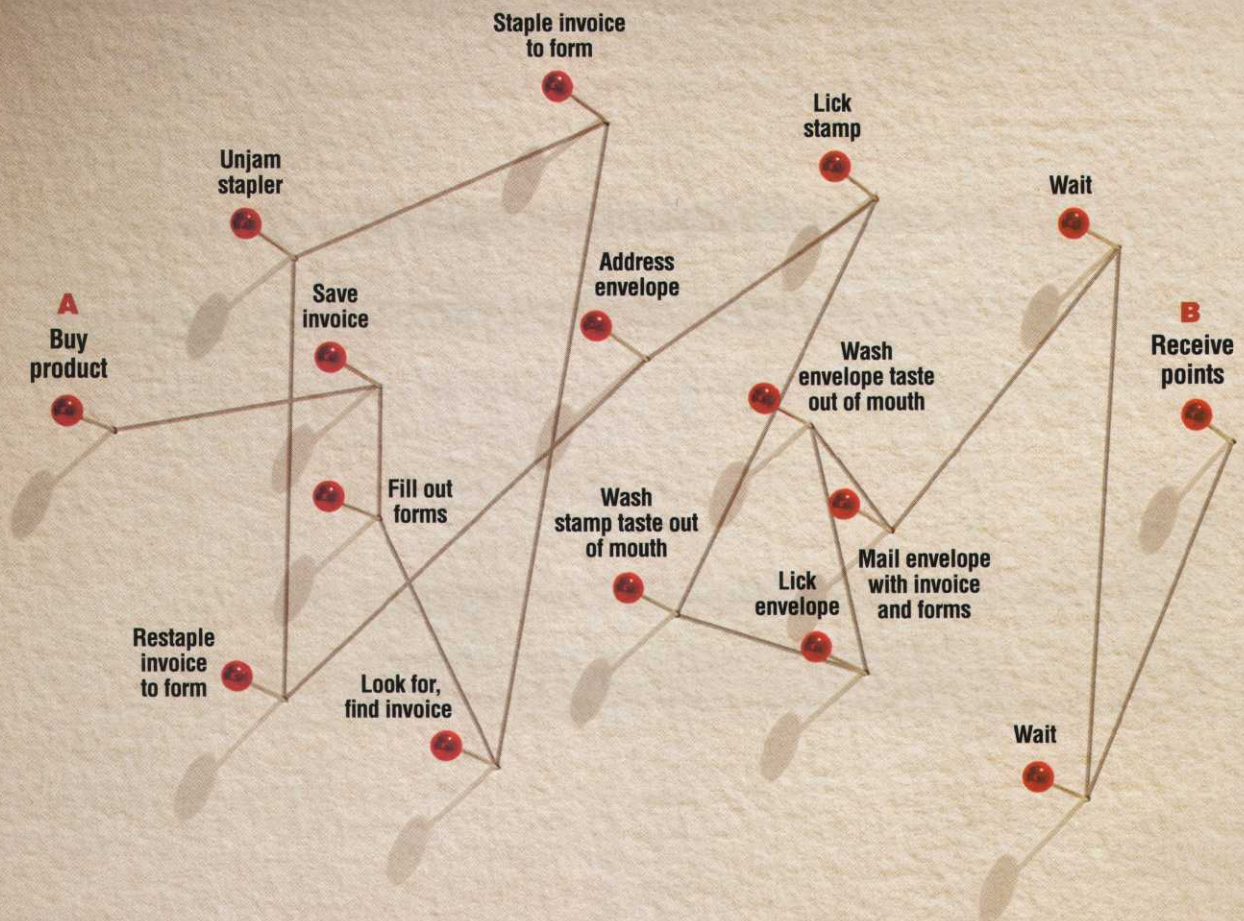 Staple invoice
to form
Lick
stamp
Unjam
stapler
Wait
Address
envelope
Save
invoice
A
Buy
product
B
Receive
points
Wash
envelope taste
out of mouth
Fill out
forms
Wash
stamp taste out
of mouth
Mail envelope
with invoice
and forms
Lick
envelope
Restaple
invoice
to form
Look for,
find invoice
Wait